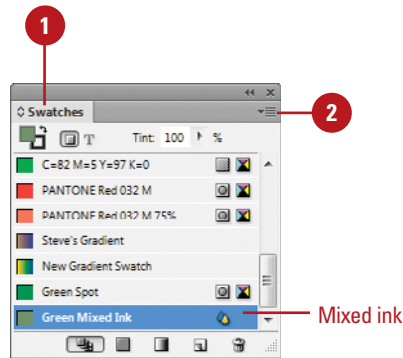 1
Swatches
2
T Tint: 100 %
C=82 M=5 Y=97 K=0
PANTONE Red 032 M
PANTONE Red 032 M 75%
Steve's Gradient
New Gradient Swatch
Green Spot
Green Mixed Ink
Mixed ink